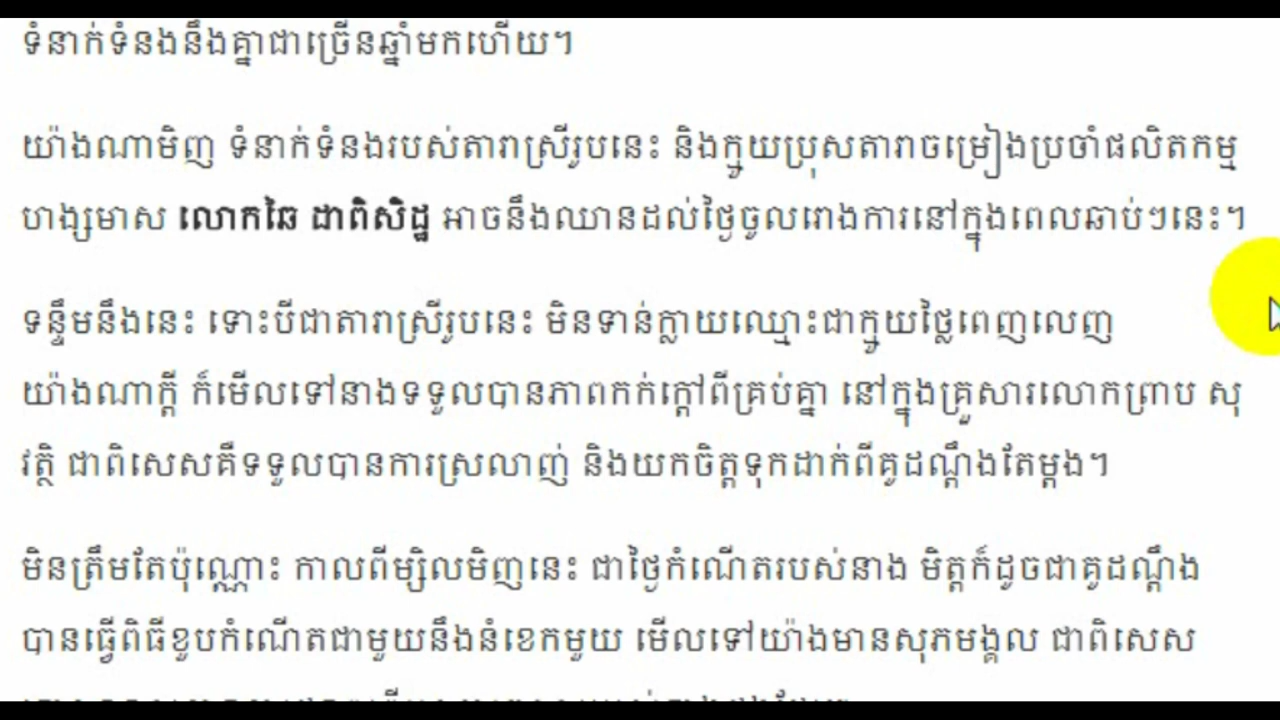 ទំនាក់ទំនងនឹងគ្នាជាច្រើនឆ្នាំមកហើយ។
យ៉ាងណាមិញ ទំនាក់ទំនងរបស់តារាស្រីរូបនេះ និងក្មួយប្រុសតារាចម្រៀងប្រចាំផលិតកម្ម
ហង្សមាស លោកឆៃ ដាពិសិដ្ឋ អាចនឹងឈានដល់ថ្ងៃចូលរោងការនៅក្នុងពេលឆាប់ៗនេះ។
ទន្ទឹមនឹងនេះ ទោះបីជាតារាស្រីរូបនេះ មិនទាន់ក្លាយឈ្មោះជាក្មួយថ្លៃពេញលេញ
យ៉ាងណាក្តី ក៏មើលទៅនាងទទួលបានភាពកក់ក្តៅពីគ្រប់គ្នា នៅក្នុងគ្រួសារលោកព្រាប សុ
វត្ថិ ជាពិសេសគឺទទួលបានការស្រលាញ់ និងយកចិត្តទុកដាក់ពីគូដណ្តឹងតែម្តង។
មិនត្រឹមតែប៉ុណ្ណោះ កាលពីម្សិលមិញនេះ ជាថ្ងៃកំណើតរបស់នាង មិត្តក៏ដូចជាគូដណ្តឹង
បានធ្វើពិធីខួបកំណើតជាមួយនឹងនំខេកមួយ មើលទៅយ៉ាងមានសុភមង្គល ជាពិសេស